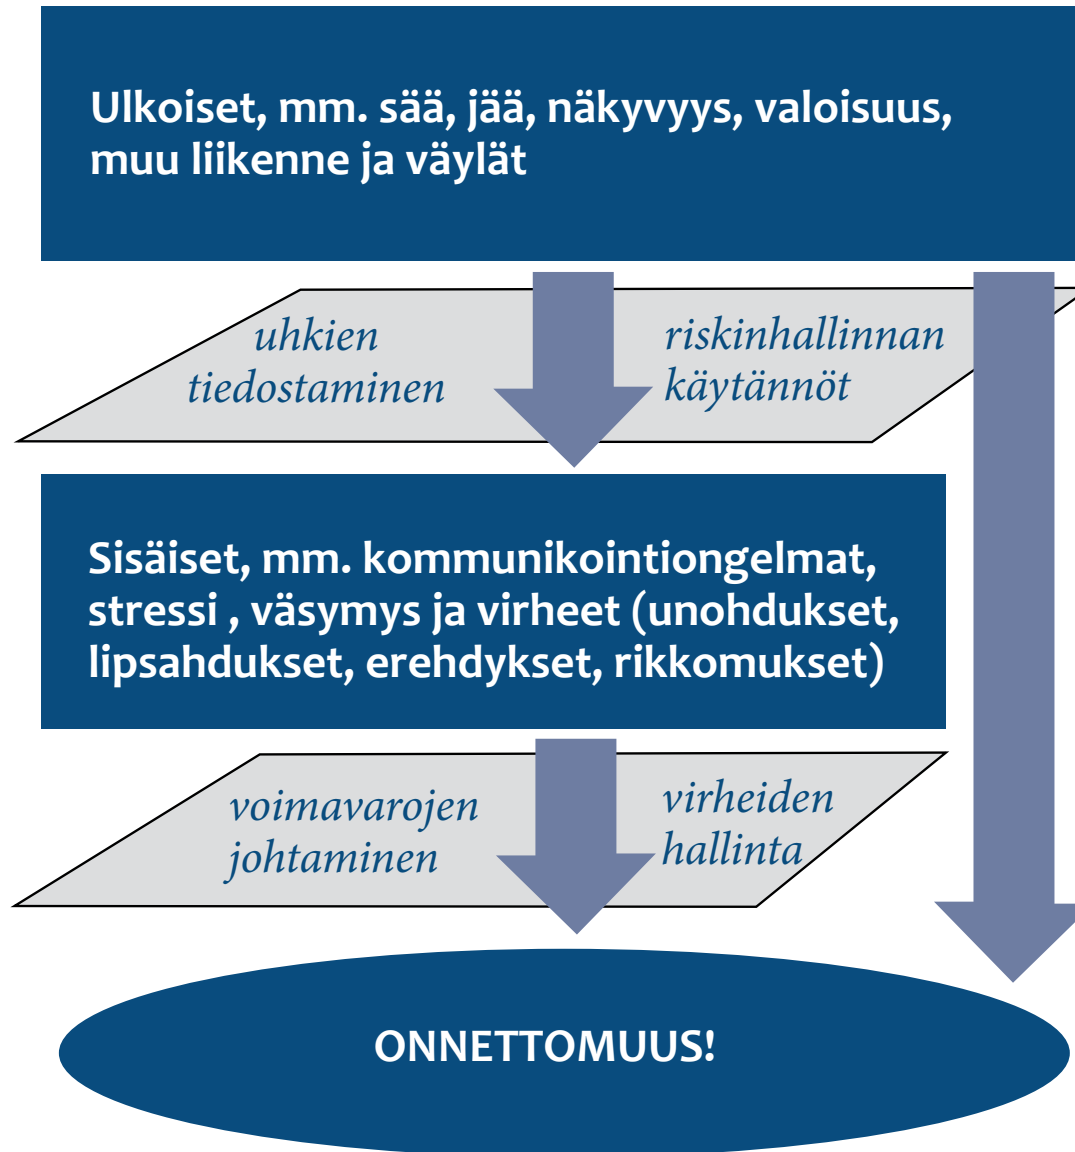 Ulkoiset, mm. sää, jää, näkyvyys, valoisuus,
muu liikenne ja väylät
uhkien
tiedostaminen
riskinhallinnan
käytännöt
Sisäiset, mm. kommunikointiongelmat,
stressi , väsymys ja virheet (unohdukset,
lipsahdukset, erehdykset, rikkomukset)
voimavarojen
johtaminen
virheiden
hallinta
ONNETTOMUUS!